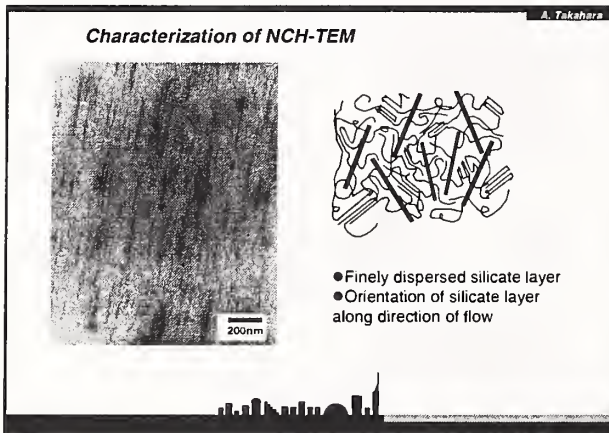 A. Takahara
Characterization of NCH-TEM
200nm
●Finely dispersed silicate layer
●Orientation of silicate layer
along direction of flow